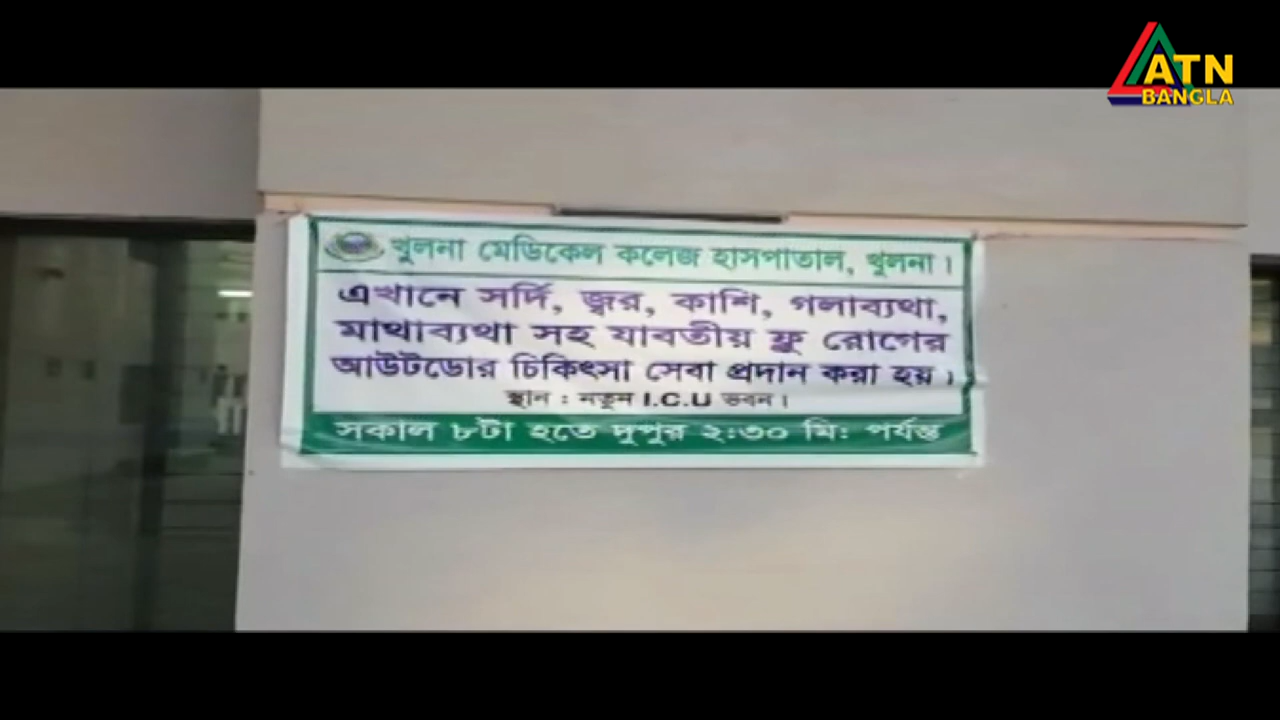 ATN
BANGLA
খুলনা মেডিকেল কলেজ হাসপাতাল, খুলনা।
এখানে সর্দি, জ্বর, কাশি, গলাব্যথা,
মাথাব্যথা সহ যাবতীয় ফ্লু রোগের
আউটডোর চিকিৎসা সেবা প্রদান করা হয়।
স্থান : নতুন I.C.U ভবন।
সকাল ৮টা হতে দুপুর ২:৩০ মি: পর্যন্ত